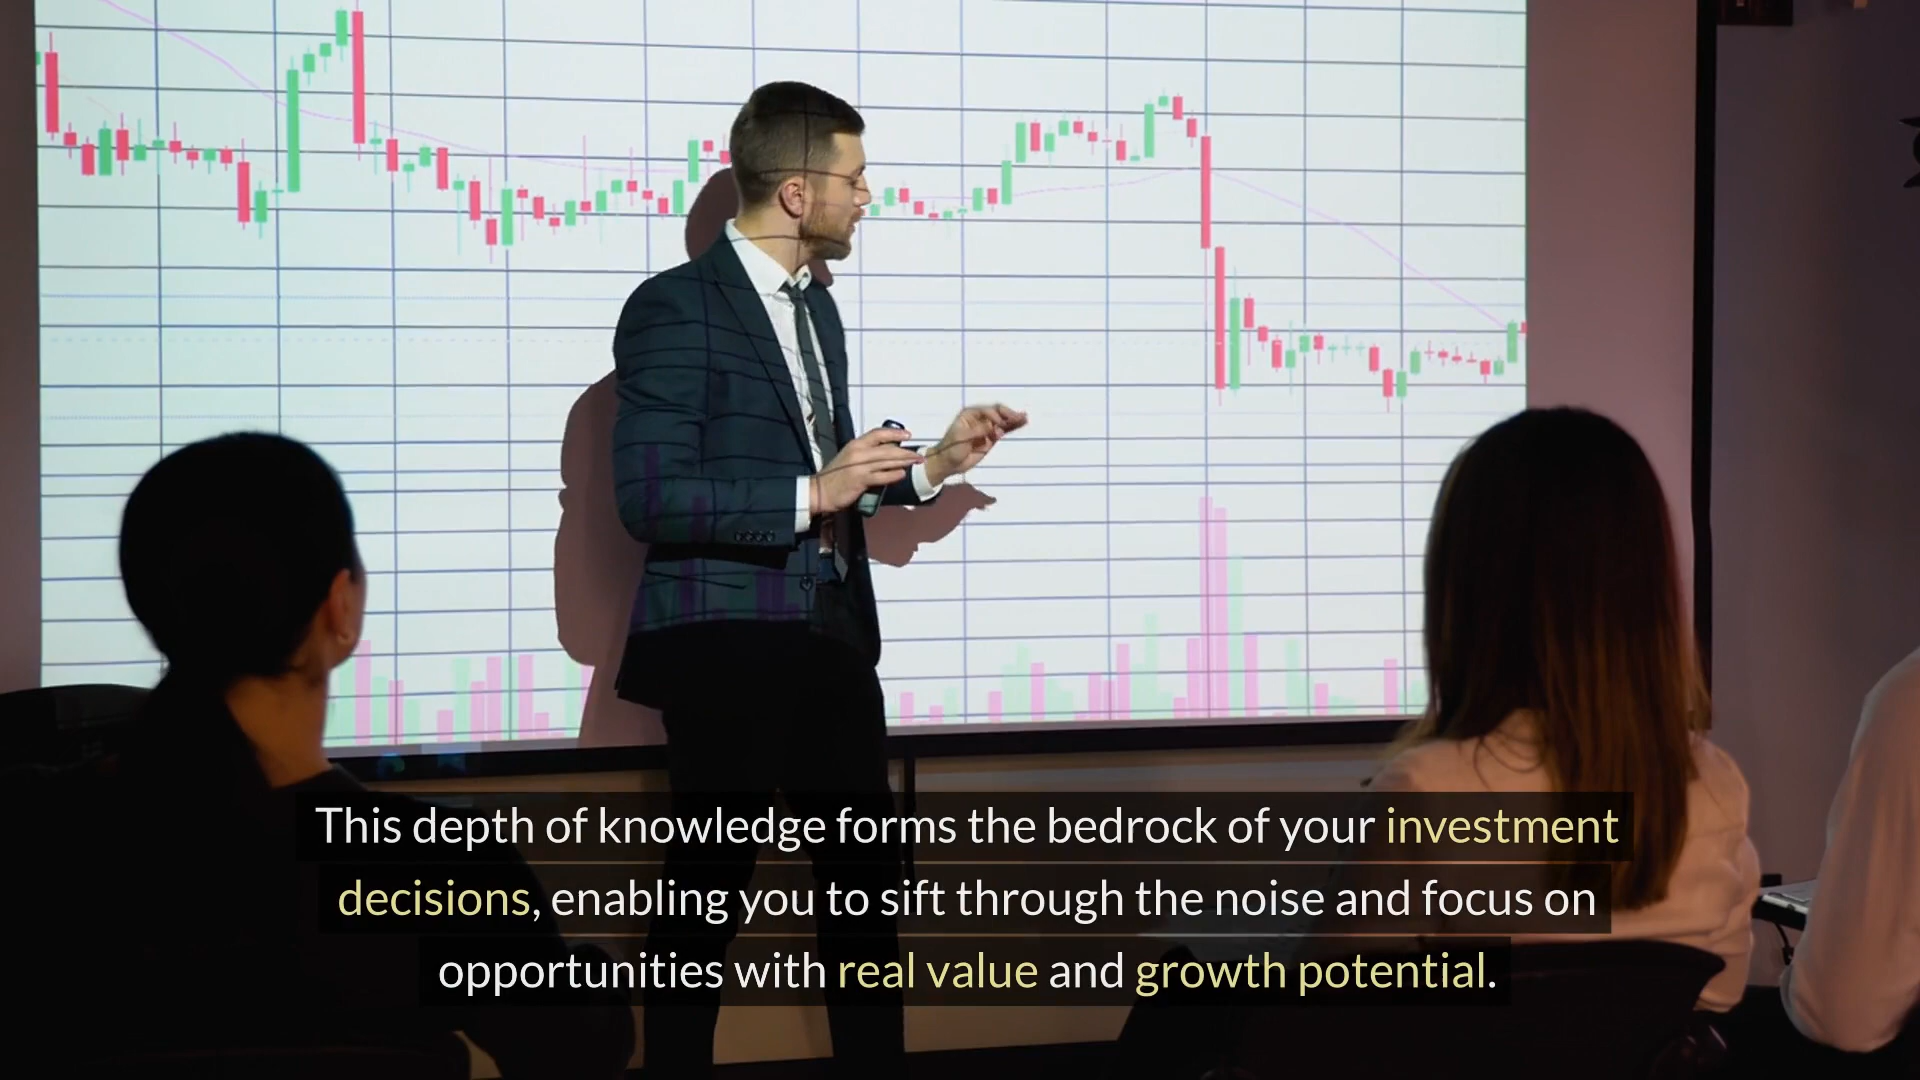 This depth of knowledge forms the bedrock of your investment
decisions, enabling you to sift through the noise and focus on
opportunities with real value and growth potential.